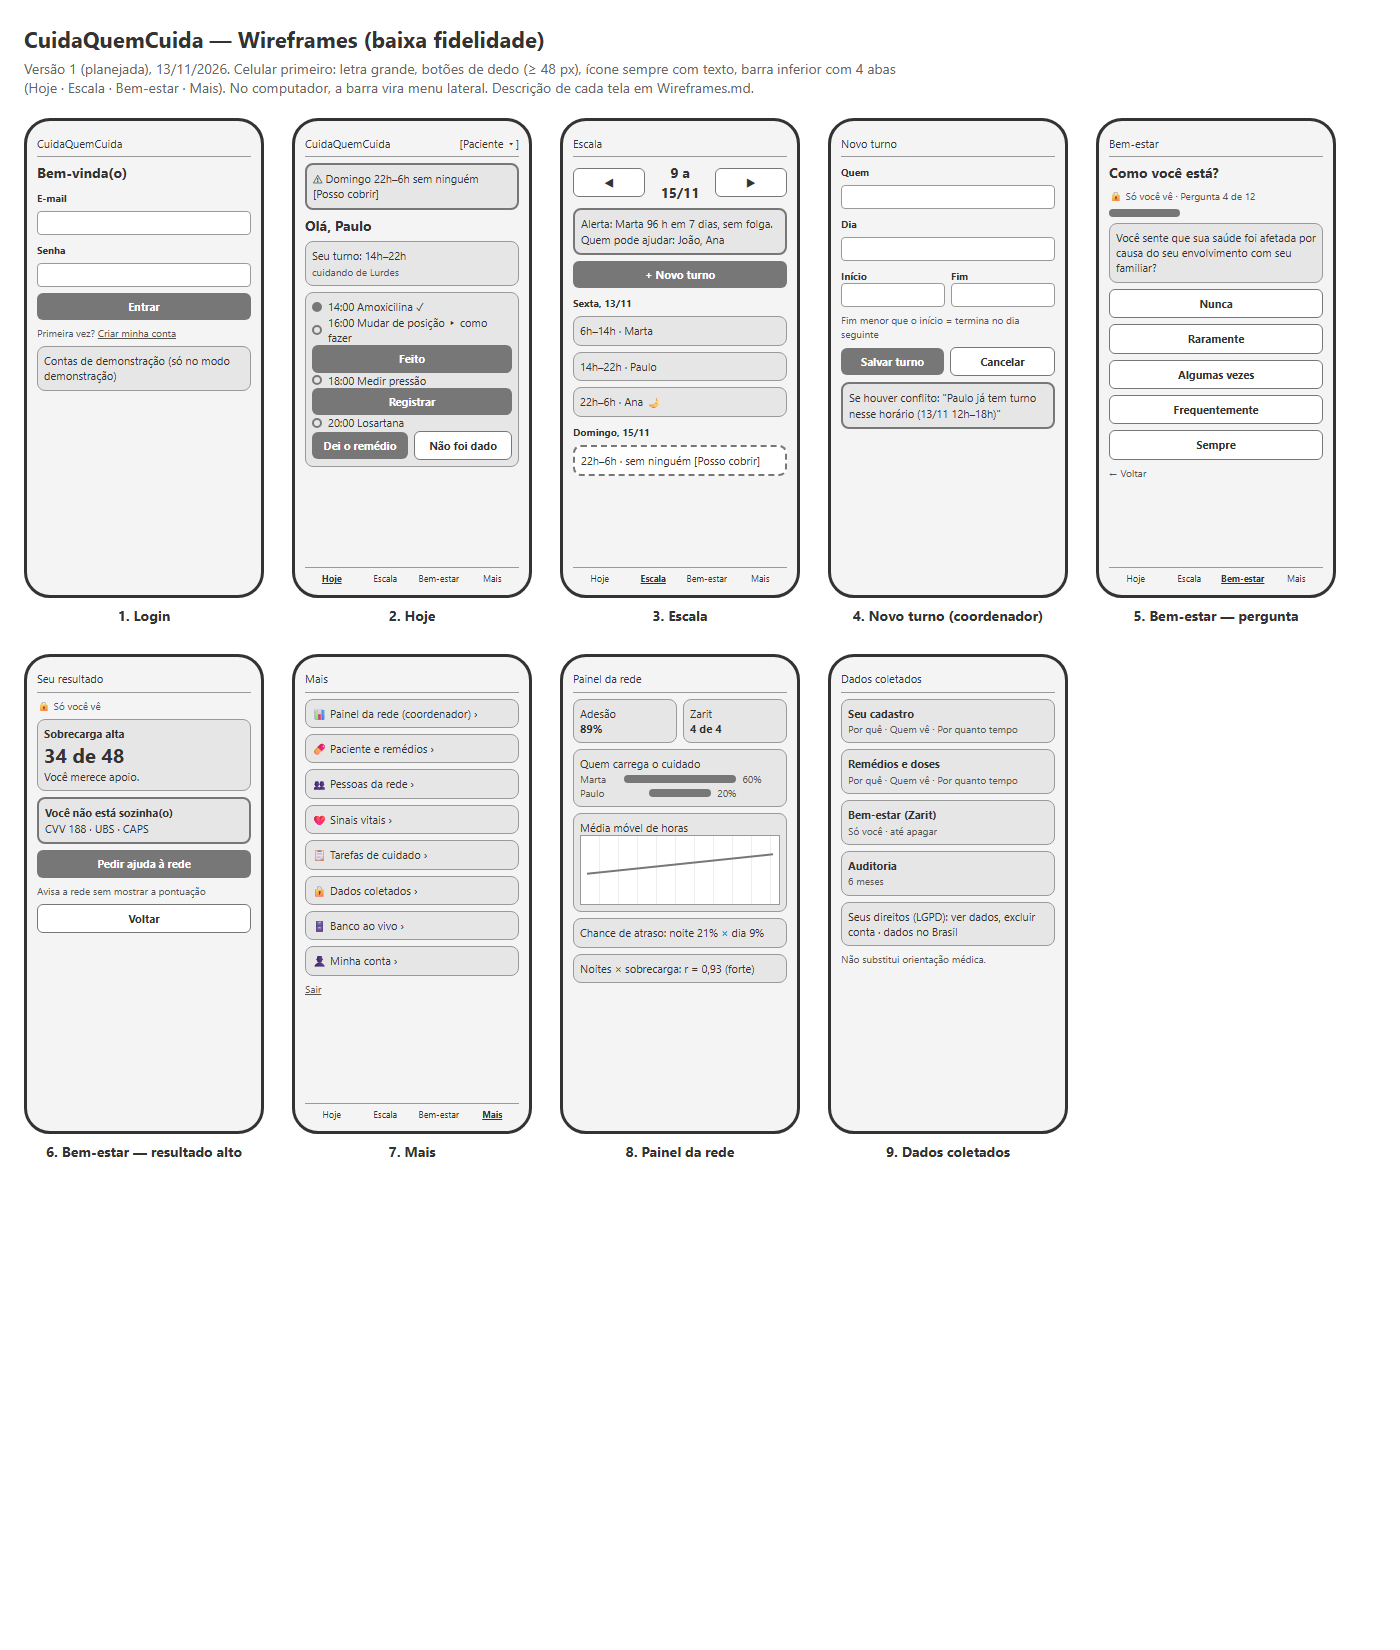 CuidaQuemCuida — Wireframes (baixa fidelidade)
Versão 1 (planejada), 13/11/2026. Celular primeiro: letra grande, botões de dedo (≥ 48 px), ícone sempre com texto, barra inferior com 4 abas
(Hoje · Escala · Bem-estar · Mais). No computador, a barra vira menu lateral. Descrição de cada tela em Wireframes.md.
CuidaQuemCuida
Bem-vinda(o)
E-mail
Senha
Entrar
Primeira vez? Criar minha conta
Contas de demonstração (só no modo
demonstração)
1. Login
CuidaQuemCuida [Paciente ▾]
⚠ Domingo 22h–6h sem ninguém
[Posso cobrir]
Olá, Paulo
Seu turno: 14h–22h
cuidando de Lurdes
14:00 Amoxicilina ✓
16:00 Mudar de posição ▸ como
fazer
Feito
18:00 Medir pressão
Registrar
20:00 Losartana
Dei o remédio Não foi dado
Hoje Escala Bem-estar Mais
2. Hoje
Escala
◀ 9 a
15/11 ▶
Alerta: Marta 96 h em 7 dias, sem folga.
Quem pode ajudar: João, Ana
+ Novo turno
Sexta, 13/11
6h–14h · Marta
14h–22h · Paulo
22h–6h · Ana 🌙
Domingo, 15/11
22h–6h · sem ninguém [Posso cobrir]
Hoje Escala Bem-estar Mais
3. Escala
Novo turno
Quem
Dia
Início Fim
Fim menor que o início = termina no dia
seguinte
Salvar turno Cancelar
Se houver conflito: "Paulo já tem turno
nesse horário (13/11 12h–18h)"
4. Novo turno (coordenador)
Bem-estar
Como você está?
🔒 Só você vê · Pergunta 4 de 12
Você sente que sua saúde foi afetada por
causa do seu envolvimento com seu
familiar?
Nunca
Raramente
Algumas vezes
Frequentemente
Sempre
← Voltar
Hoje Escala Bem-estar Mais
5. Bem-estar — pergunta
Seu resultado
🔒 Só você vê
Sobrecarga alta
34 de 48
Você merece apoio.
Você não está sozinha(o)
CVV 188 · UBS · CAPS
Pedir ajuda à rede
Avisa a rede sem mostrar a pontuação
Voltar
6. Bem-estar — resultado alto
Mais
📊 Painel da rede (coordenador) ›
💊 Paciente e remédios ›
👥 Pessoas da rede ›
💓 Sinais vitais ›
📋 Tarefas de cuidado ›
🔒 Dados coletados ›
🗄 Banco ao vivo ›
👤 Minha conta ›
Sair
Hoje Escala Bem-estar Mais
7. Mais
Painel da rede
Adesão
89%
Zarit
4 de 4
Quem carrega o cuidado
Marta 60%
Paulo 20%
Média móvel de horas
Chance de atraso: noite 21% × dia 9%
Noites × sobrecarga: r = 0,93 (forte)
8. Painel da rede
Dados coletados
Seu cadastro
Por quê · Quem vê · Por quanto tempo
Remédios e doses
Por quê · Quem vê · Por quanto tempo
Bem-estar (Zarit)
Só você · até apagar
Auditoria
6 meses
Seus direitos (LGPD): ver dados, excluir
conta · dados no Brasil
Não substitui orientação médica.
9. Dados coletados